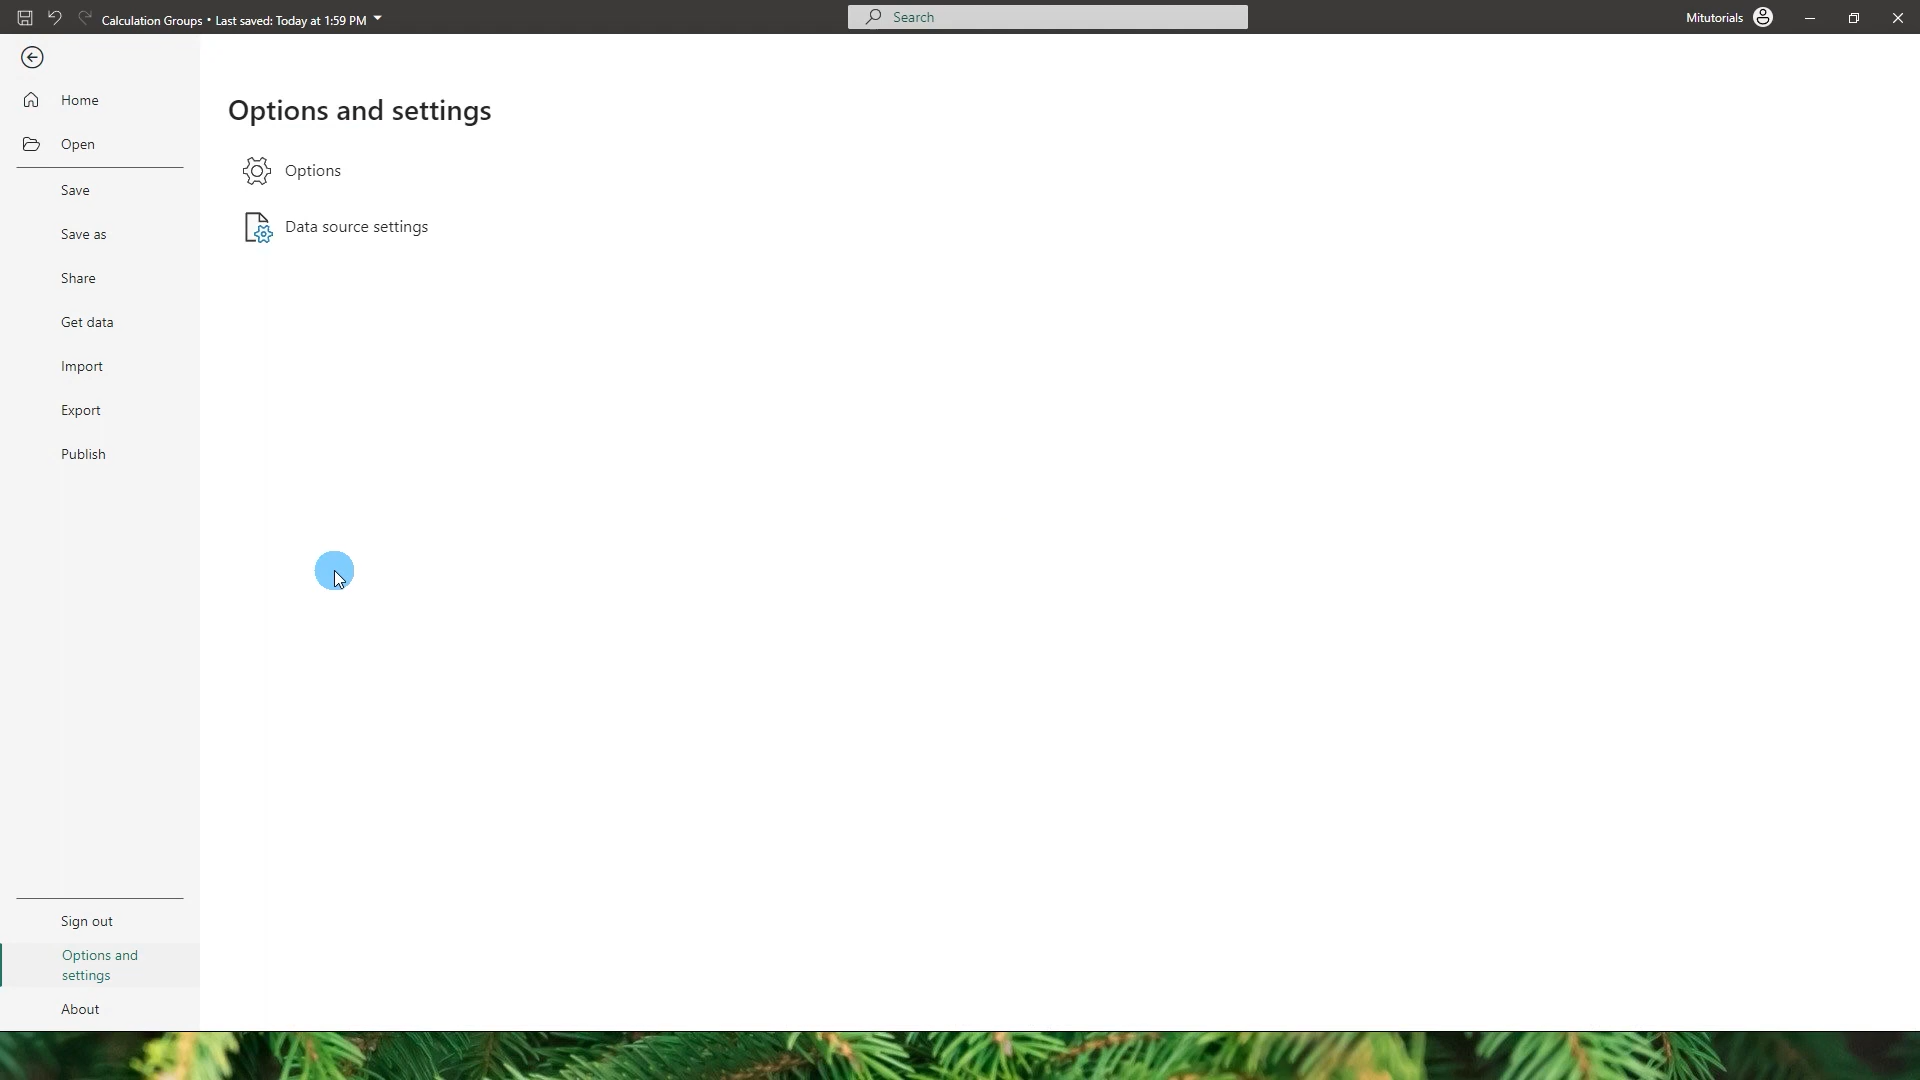 Calculation Groups • Last saved: Today at 1:59 PM
Search
Mitutorials
Home
Open
Save
Save as
Share
Get data
Import
Export
Publish
Sign out
Options and
settings
About
Options and settings
Options
Data source settings